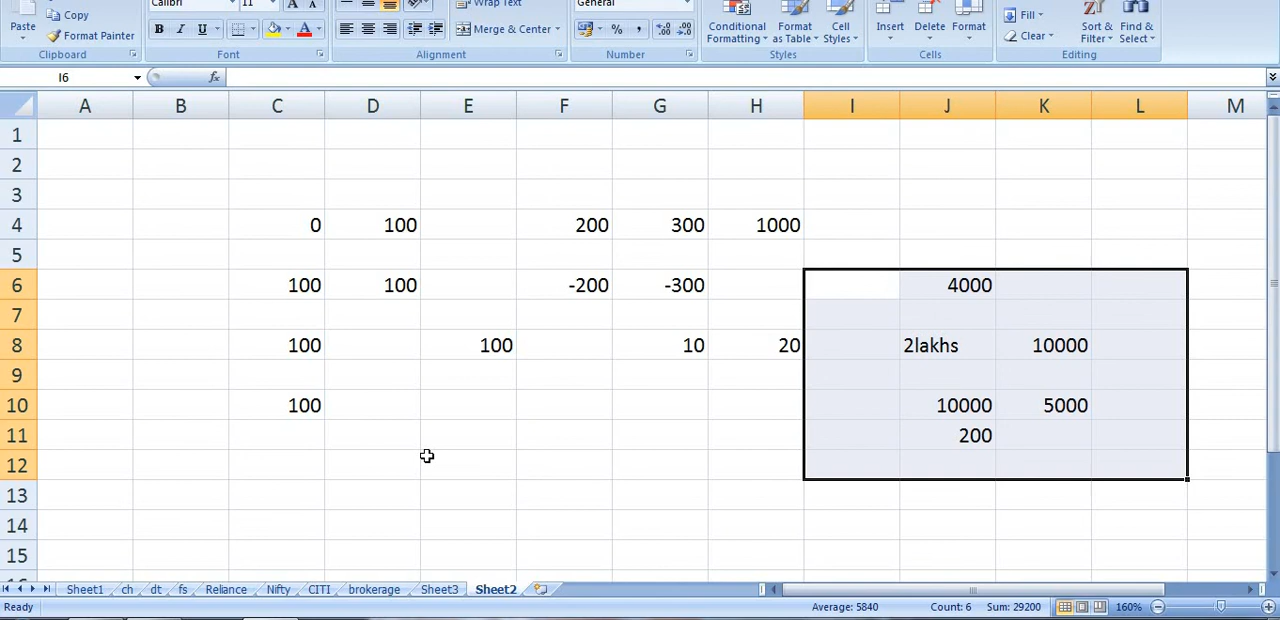 Calibri 11 A A Wrap Text General
Paste Copy Format Painter B I U Merge & Center % , Conditional Formatting Format as Table Cell Styles Insert Delete Format Fill Clear Sort & Filter Find & Select
Clipboard Font Alignment Number Styles Cells Editing
I6 fx
A B C D E F G H I J K L M
1
2
3
4 0 100 200 300 1000
5
6 100 100 -200 -300 4000
7
8 100 100 10 20 2lakhs 10000
9
10 100 10000 5000
11 200
12
13
14
15
Sheet1 ch dt fs Reliance Nifty CITI brokerage Sheet3 Sheet2
Ready Average: 5840 Count: 6 Sum: 29200 160%